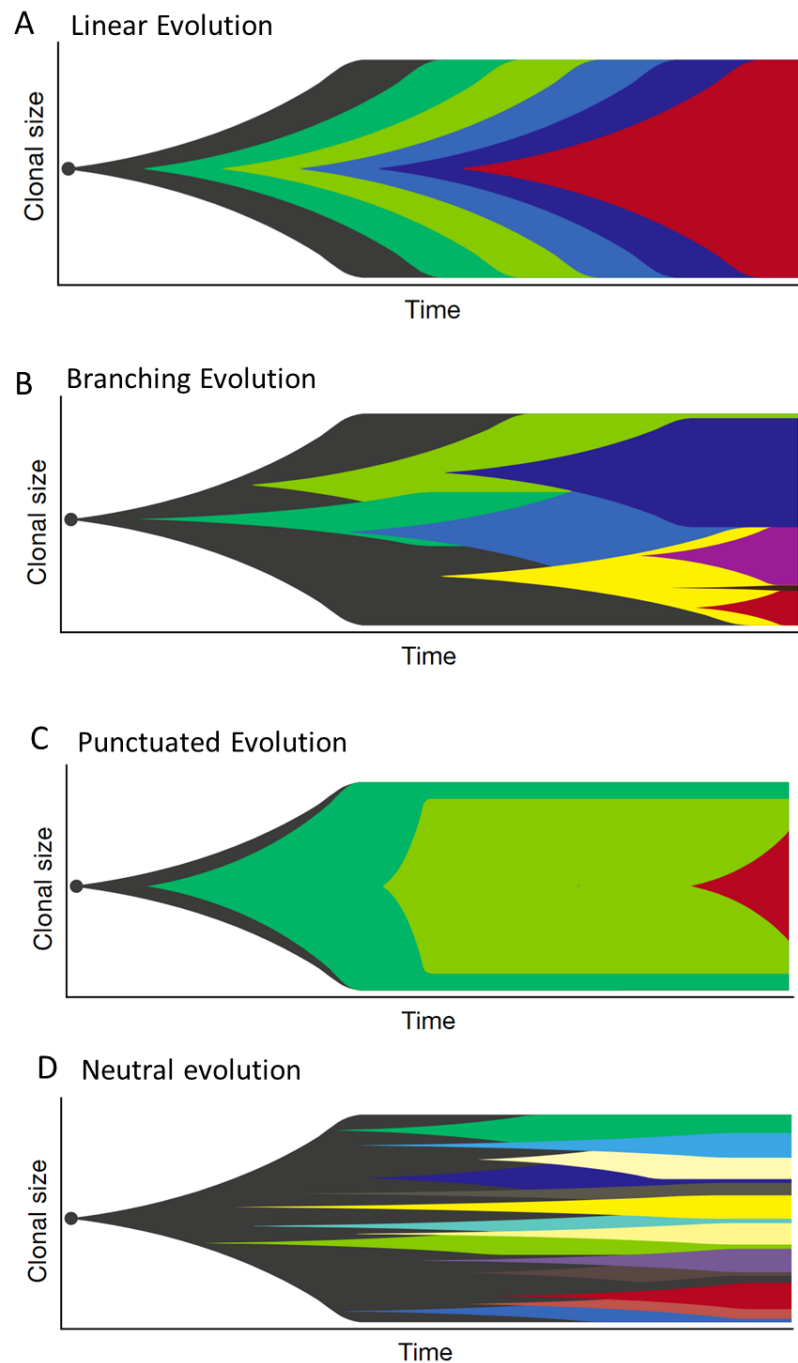 A Linear Evolution
Clonal size
Time
B Branching Evolution
Clonal size
Time
C Punctuated Evolution
Clonal size
Time
D Neutral evolution
Clonal size
Time